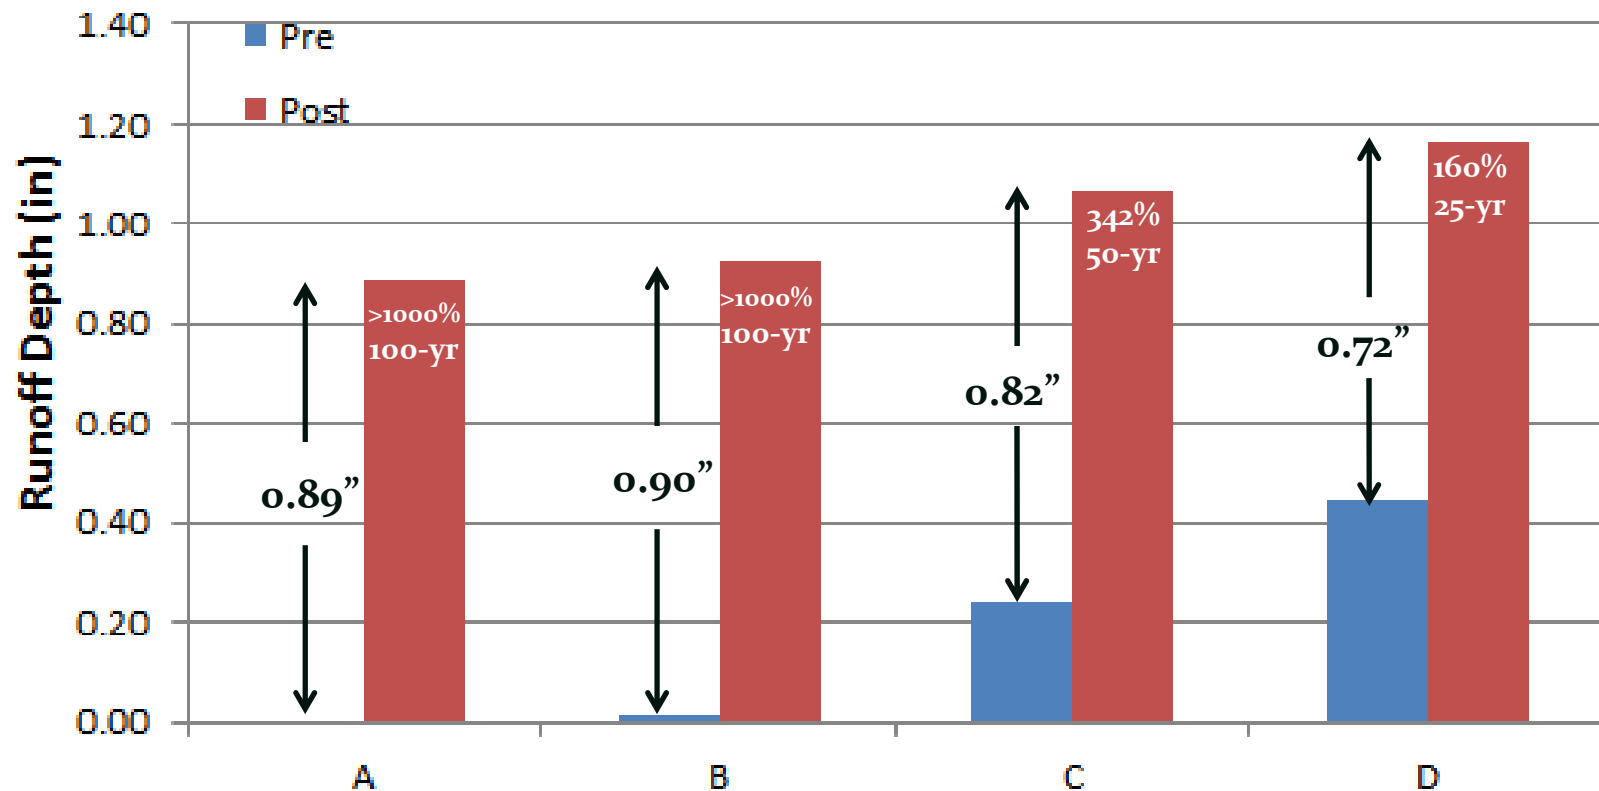 1.40
1.20
1.00
0.80
0.60
0.40
0.20
0.00
Runoff Depth (in)
Pre
Post
0.89”
>1000%
100-yr
0.90”
>1000%
100-yr
0.82”
342%
50-yr
0.72”
160%
25-yr
A
B
C
D